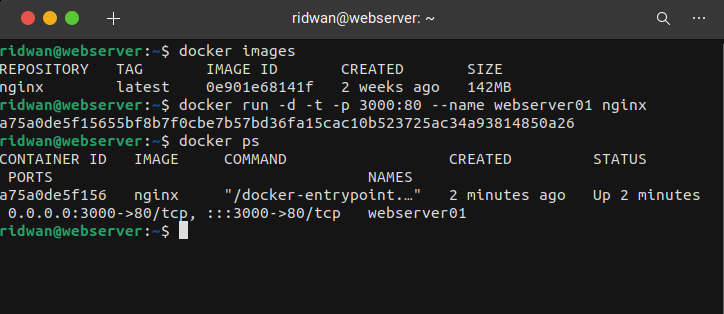 ridwan@webserver: ~
ridwan@webserver:~$ docker images
REPOSITORY   TAG       IMAGE ID       CREATED       SIZE
nginx        latest    0e901e68141f   2 weeks ago   142MB
ridwan@webserver:~$ docker run -d -t -p 3000:80 --name webserver01 nginx
a75a0de5f15655bf8b7f0cbe7b57bd36fa15cac10b523725ac34a93814850a26
ridwan@webserver:~$ docker ps
CONTAINER ID   IMAGE     COMMAND                  CREATED         STATUS
 PORTS                                   NAMES
a75a0de5f156   nginx     "/docker-entrypoint.…"   2 minutes ago   Up 2 minutes
 0.0.0.0:3000->80/tcp, :::3000->80/tcp   webserver01
ridwan@webserver:~$